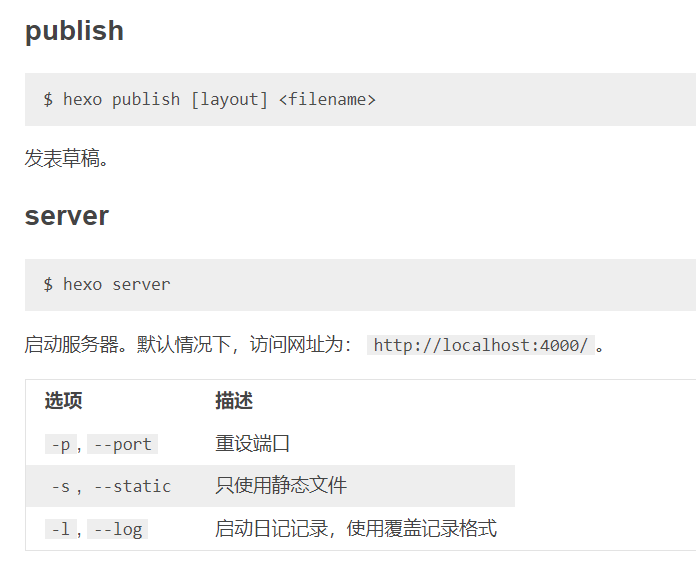 publish
$ hexo publish [layout] <filename>
发表草稿。
server
$ hexo server
启动服务器。默认情况下，访问网址为： http://localhost:4000/。
选项 描述
-p, --port 重设端口
-s, --static 只使用静态文件
-l, --log 启动日记记录，使用覆盖记录格式